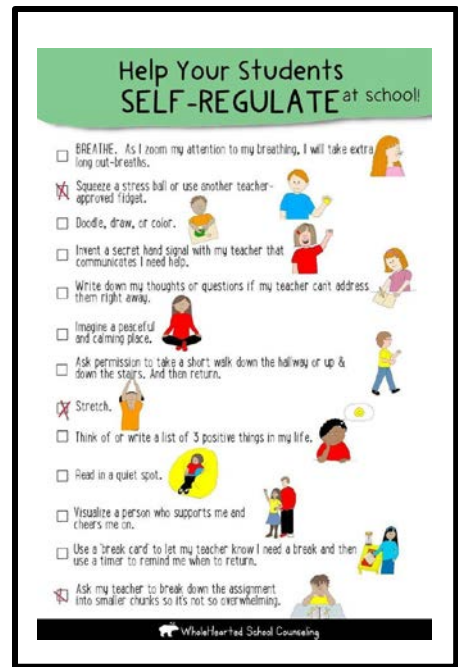 Help Your Students
SELF-REGULATE at school!
BREATHE. As I zoom my attention to my breathing, I will take extra
long out-breaths.
Squeeze a stress ball or use another teacher-
approved fidget.
Doodle, draw, or color.
Invent a secret hand signal with my teacher that
communicates I need help.
Write down my thoughts or questions if my teacher can't address
them right away.
Imagine a peaceful
and calming place.
Ask permission to take a short walk down the hallway or up &
down the stairs. And then return.
Stretch.
Think of or write a list of 3 positive things in my life.
Read in a quiet spot.
Visualize a person who supports me and
cheers me on.
Use a 'break card' to let my teacher know I need a break and then
use a timer to remind me when to return.
Ask my teacher to break down the assignment
into smaller chunks so it's not so overwhelming.
WholeHearted School Counseling